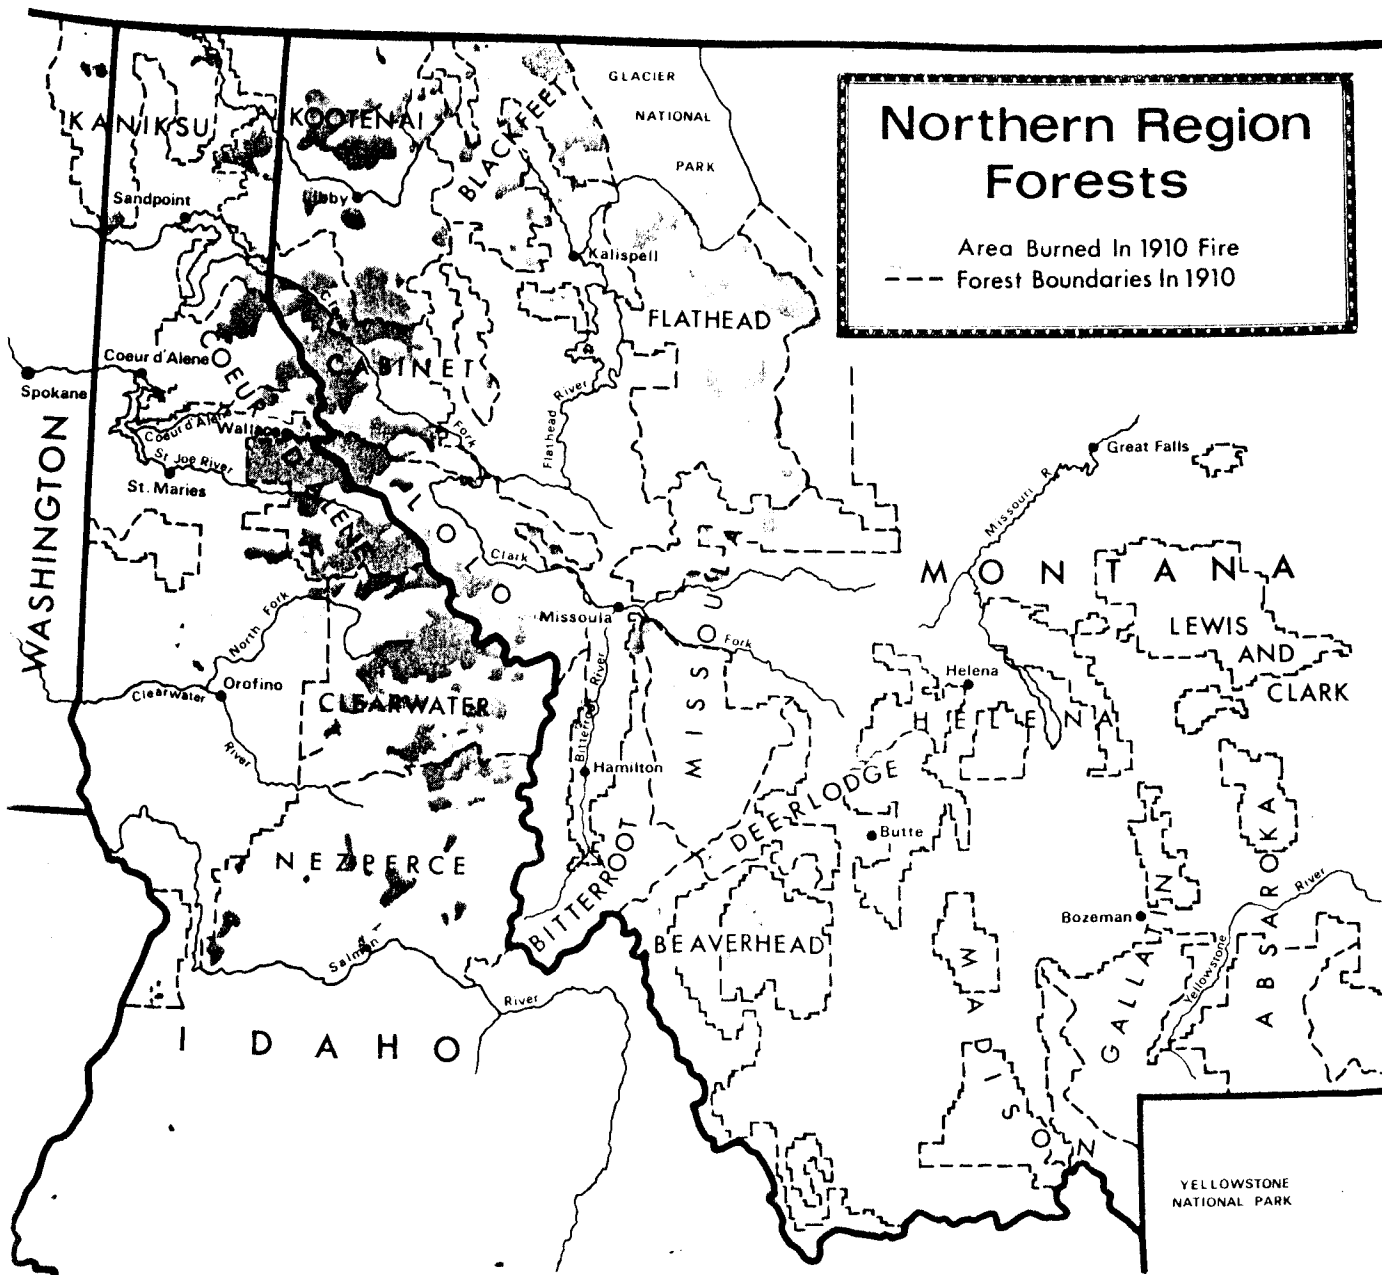 Northern Region
Forests
Area Burned In 1910 Fire
Forest Boundaries In 1910
GLACIER
NATIONAL
PARK
KANIKSU
KOOTENAI
BLACKFEET
Sandpoint
Libby
Kalispell
FLATHEAD
Clark
COEUR D'ALENE
CABINET
Coeur d'Alene
Spokane
Flathead River
Coeur d'Alene
Wallace
Fork
St Joe River
St. Maries
Great Falls
Missouri R
WASHINGTON
LOLO
Clark
MONTANA
North Fork
Missoula
MISSOULA
Fork
LEWIS
AND
CLARK
Clearwater
Orofino
River
CLEARWATER
Bitterroot River
Helena
HELENA
Hamilton
DEERLODGE
Butte
NEZPERCE
BITTERROOT
BEAVERHEAD
ABSAROKA
River
Bozeman
GALLATIN
Yellowstone
Salmon
River
MADISON
IDAHO
YELLOWSTONE
NATIONAL PARK